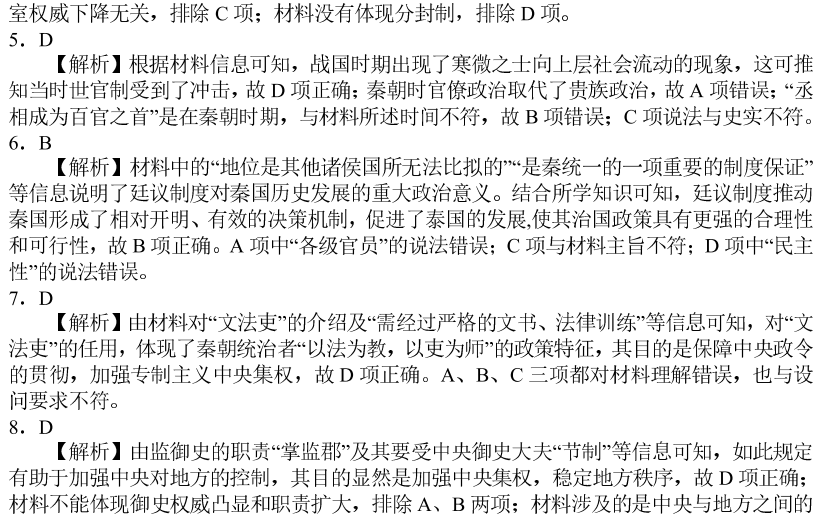 室权威下降无关，排除 C 项；材料没有体现分封制，排除 D 项。
5．D
【解析】根据材料信息可知，战国时期出现了寒微之士向上层社会流动的现象，这可推
知当时世官制受到了冲击，故 D 项正确；秦朝时官僚政治取代了贵族政治，故 A 项错误；“丞
相成为百官之首”是在秦朝时期，与材料所述时间不符，故 B 项错误；C 项说法与史实不符。
6．B
【解析】材料中的“地位是其他诸侯国所无法比拟的”“是秦统一的一项重要的制度保证”
等信息说明了廷议制度对秦国历史发展的重大政治意义。结合所学知识可知，廷议制度推动
秦国形成了相对开明、有效的决策机制，促进了泰国的发展,使其治国政策具有更强的合理性
和可行性，故 B 项正确。A 项中“各级官员”的说法错误；C 项与材料主旨不符；D 项中“民主
性”的说法错误。
7．D
【解析】由材料对“文法吏”的介绍及“需经过严格的文书、法律训练”等信息可知，对“文
法吏”的任用，体现了秦朝统治者“以法为教，以吏为师”的政策特征，其目的是保障中央政令
的贯彻，加强专制主义中央集权，故 D 项正确。A、B、C 三项都对材料理解错误，也与设
问要求不符。
8．D
【解析】由监御史的职责“掌监郡”及其要受中央御史大夫“节制”等信息可知，如此规定
有助于加强中央对地方的控制，其目的显然是加强中央集权，稳定地方秩序，故 D 项正确；
材料不能体现御史权威凸显和职责扩大，排除 A、B 两项；材料涉及的是中央与地方之间的